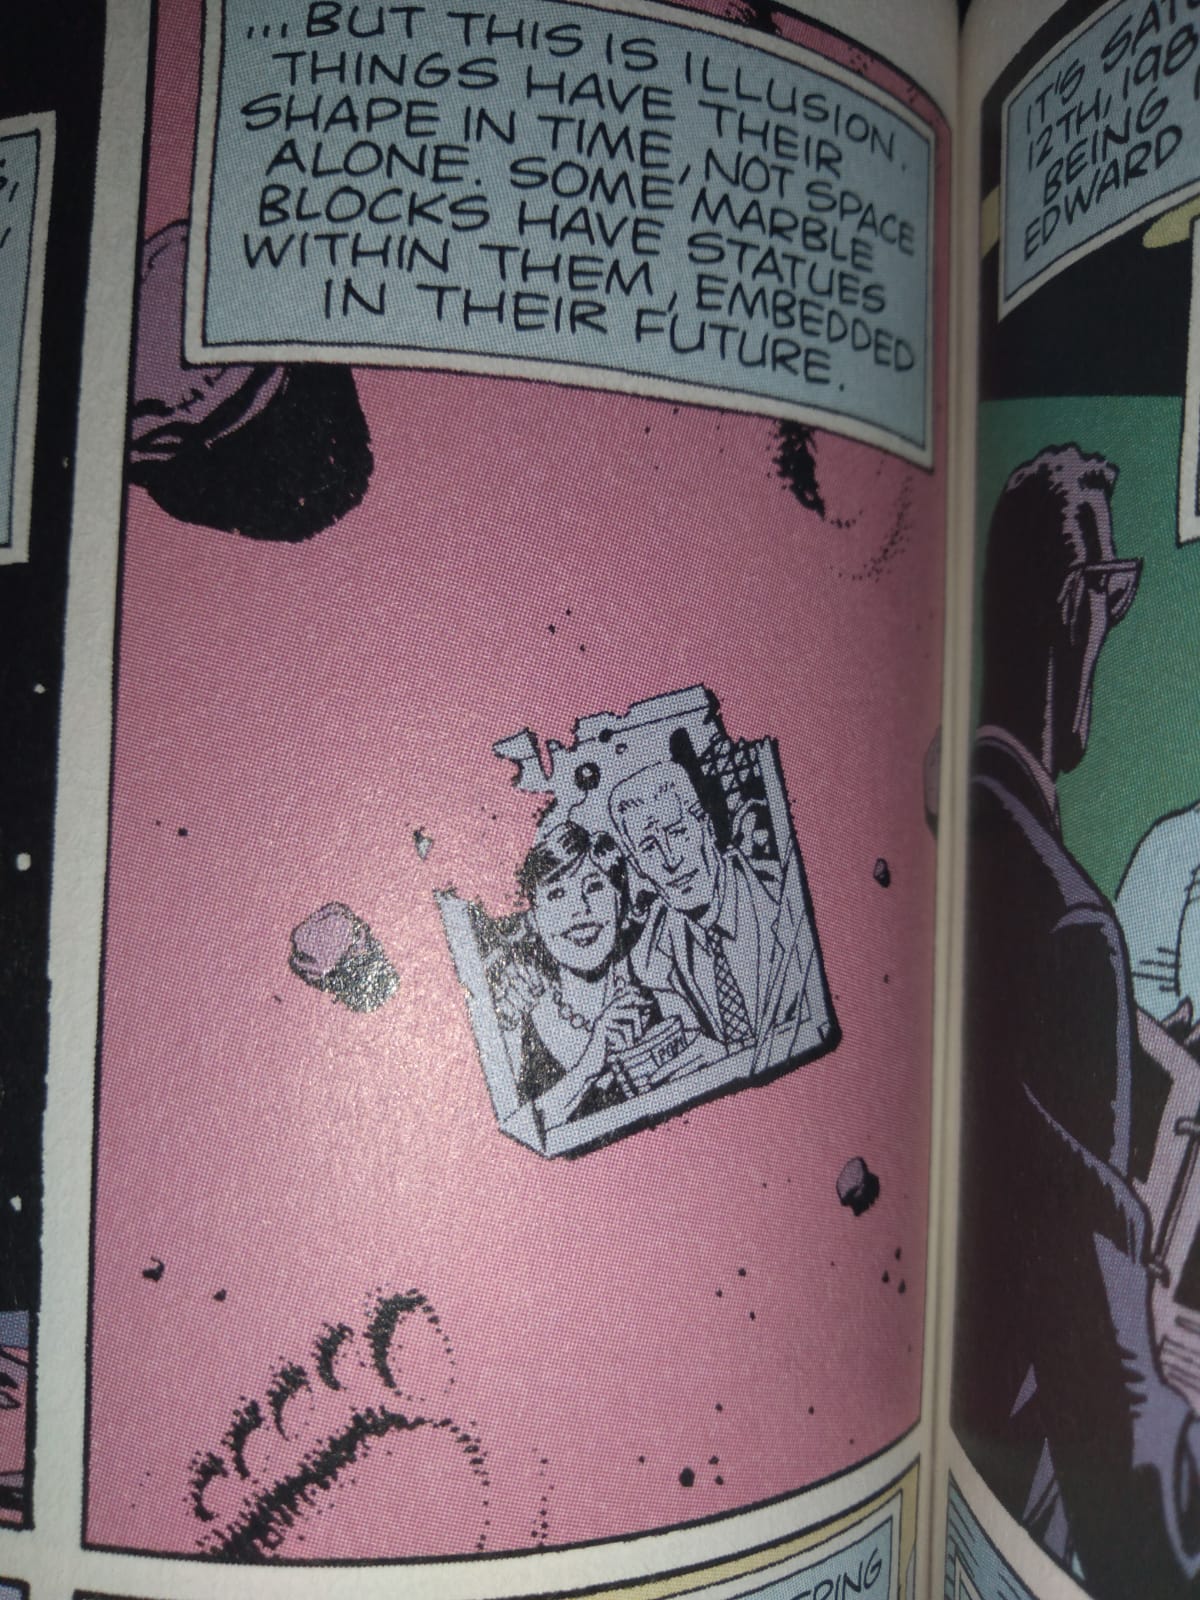 ...BUT THIS IS ILLUSION.
THINGS HAVE THEIR
SHAPE IN TIME, NOT SPACE
ALONE. SOME MARBLE
BLOCKS HAVE STATUES
WITHIN THEM, EMBEDDED
IN THEIR FUTURE.
IT'S
12TH, 198
BEING
EDWARD